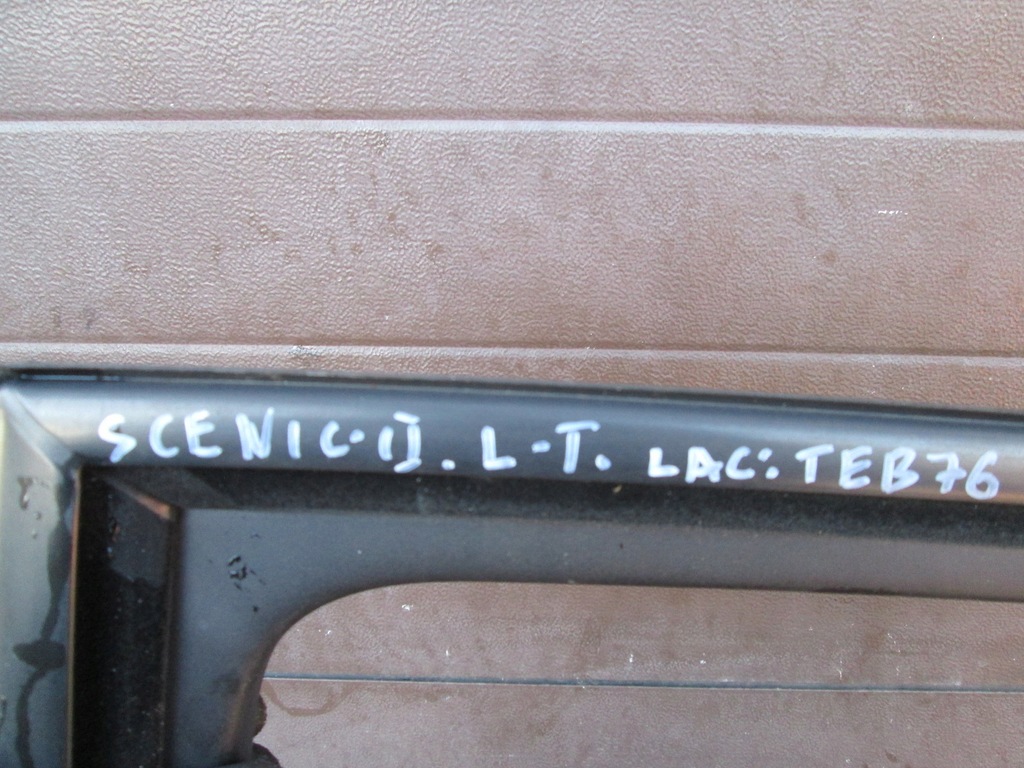 SCENIC-II. L-T. LAC: TEB76